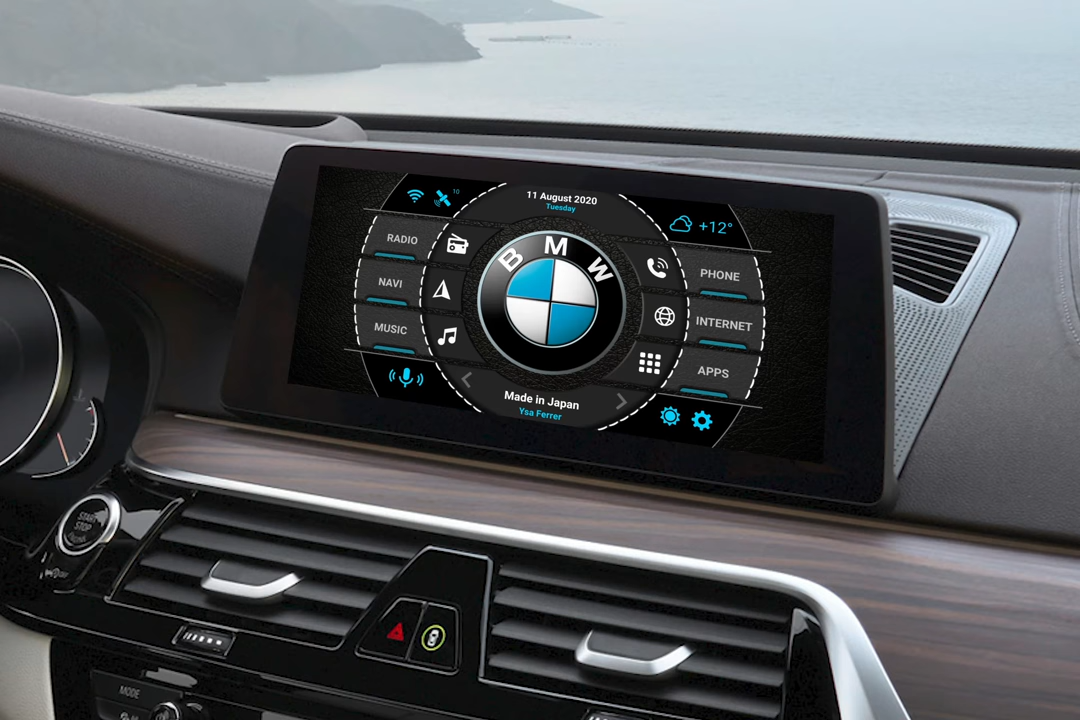 11 August 2020
Tuesday
10
+12°
RADIO
NAVI
MUSIC
BMW
PHONE
INTERNET
APPS
Made in Japan
Ysa Ferrer
START
STOP
MODE